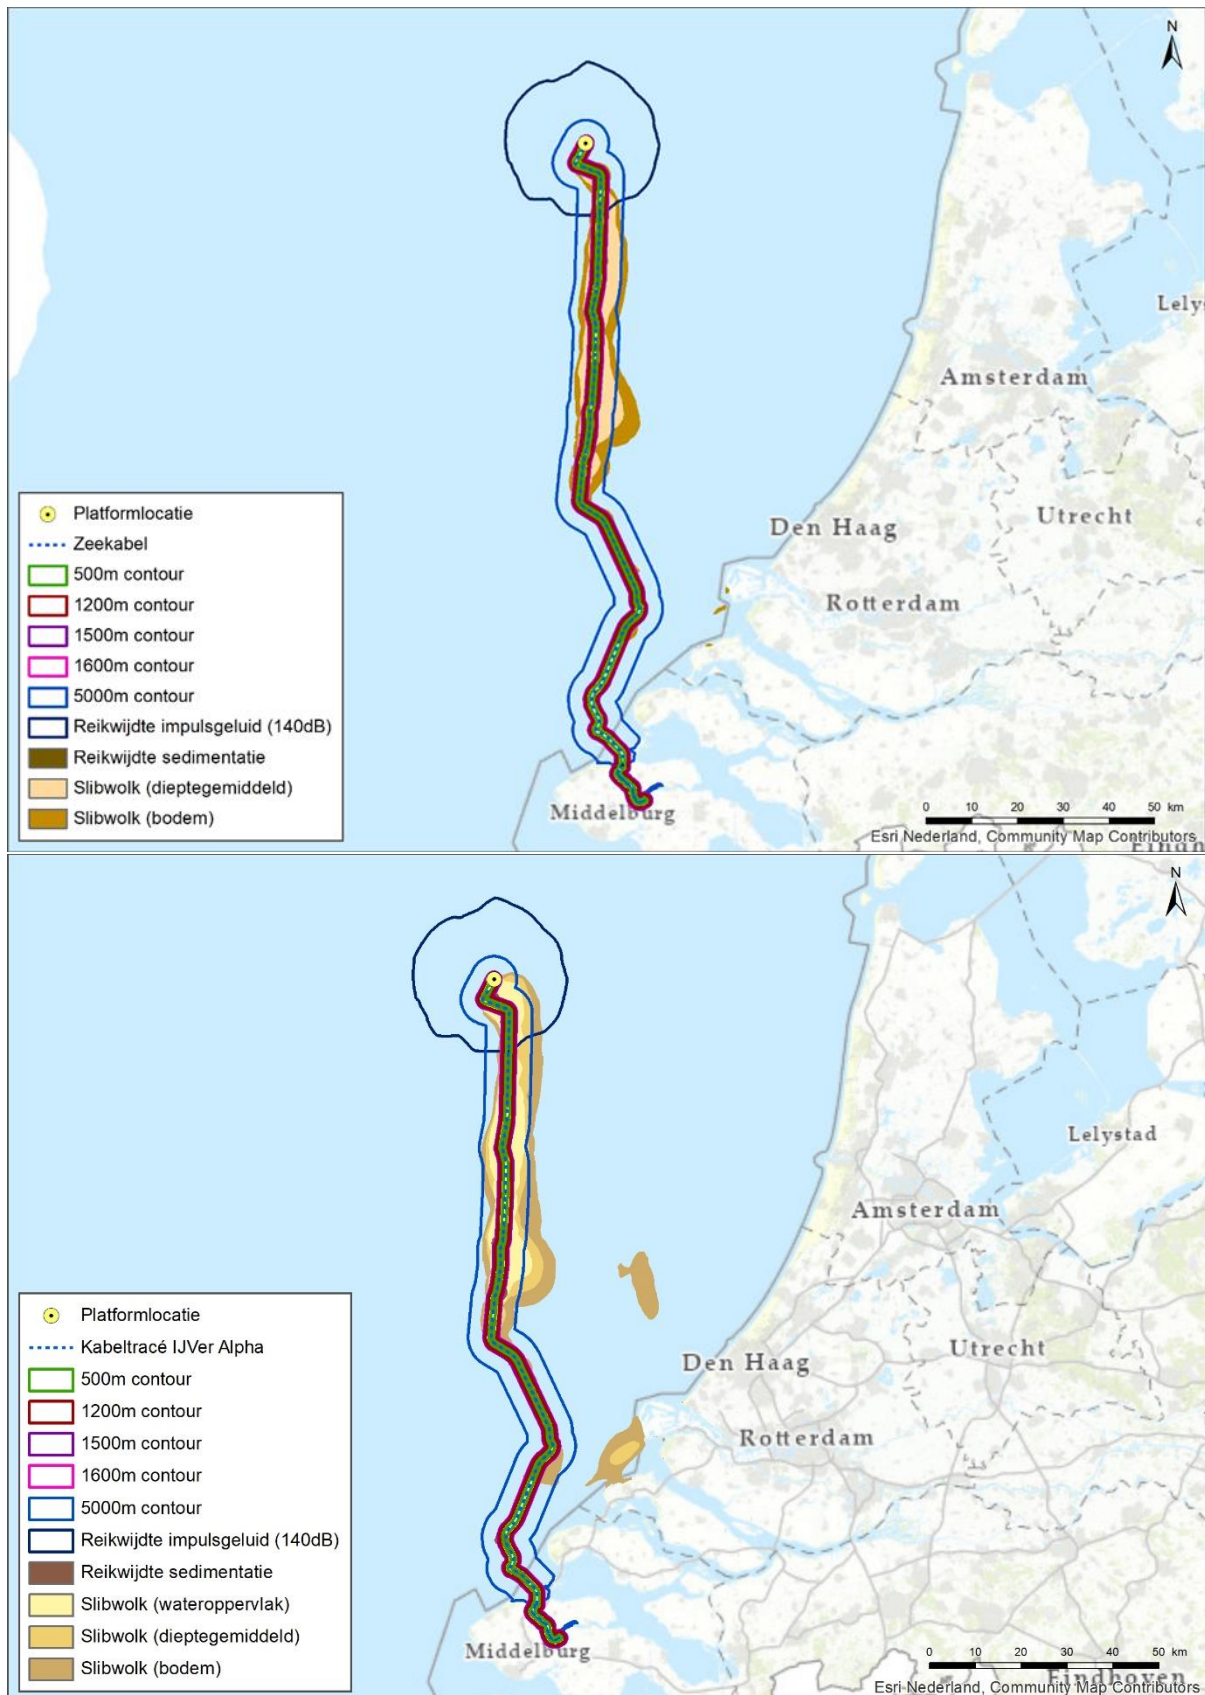 N
Lely
Amsterdam
Utrecht
Den Haag
Rotterdam
Middelburg
Platformlocatie
Zeekabel
500m contour
1200m contour
1500m contour
1600m contour
5000m contour
Reikwijdte impulsgeluid (140dB)
Reikwijdte sedimentatie
Slibwolk (dieptegemiddeld)
Slibwolk (bodem)
0 10 20 30 40 50 km
Esri Nederland, Community Map Contributors
N
Lelystad
Amsterdam
Utrecht
Den Haag
Rotterdam
Middelburg
Eindhoven
Platformlocatie
Kabeltracé IJVer Alpha
500m contour
1200m contour
1500m contour
1600m contour
5000m contour
Reikwijdte impulsgeluid (140dB)
Reikwijdte sedimentatie
Slibwolk (wateroppervlak)
Slibwolk (dieptegemiddeld)
Slibwolk (bodem)
0 10 20 30 40 50 km
Esri Nederland, Community Map Contributors